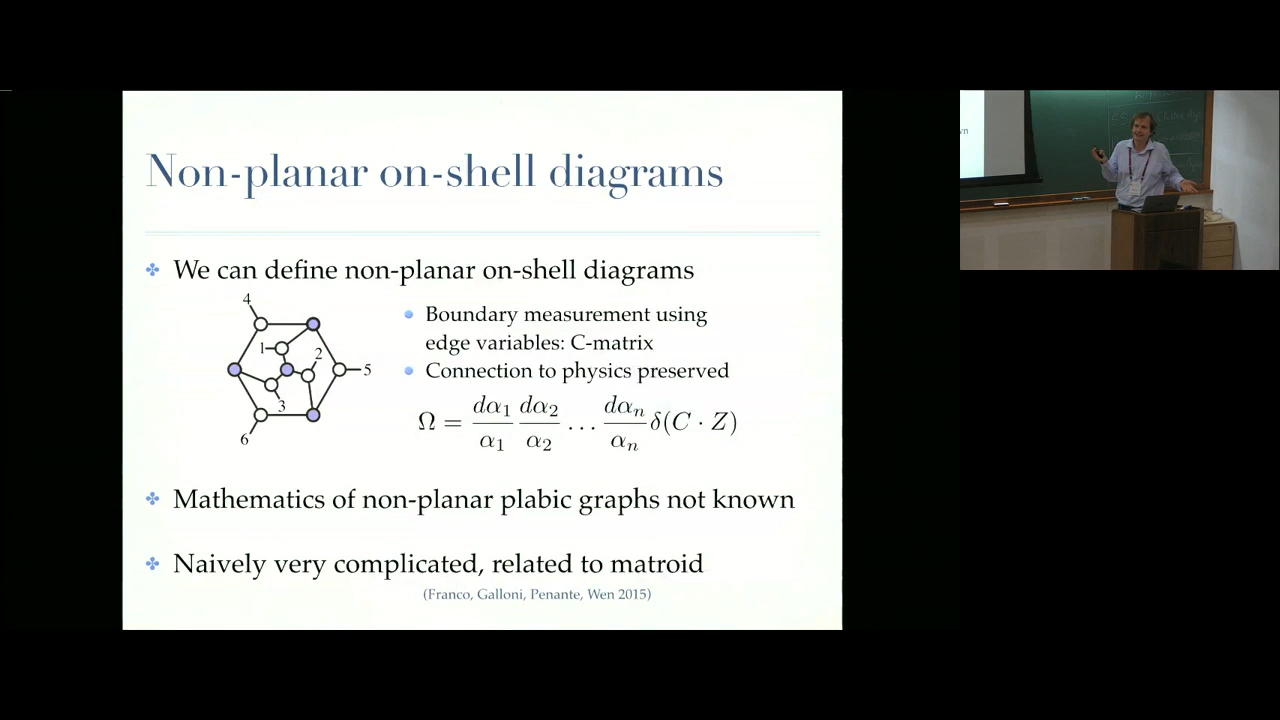 Non-planar on-shell diagrams
We can define non-planar on-shell diagrams
4
1
2
5
3
6
Boundary measurement using
edge variables: C-matrix
Connection to physics preserved
Ω = dα₁/α₁ dα₂/α₂ … dαₙ/αₙ δ(C · Z)
Mathematics of non-planar plabic graphs not known
Naively very complicated, related to matroid
(Franco, Galloni, Penante, Wen 2015)